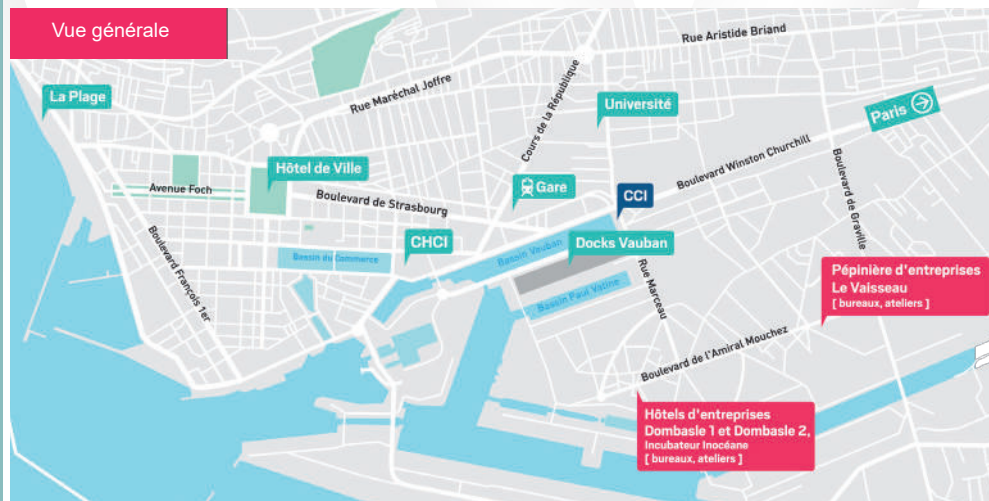 Vue générale
Rue Aristide Briand
Rue Maréchal Joffre
Cours de la République
La Plage
Université
Paris
Hôtel de Ville
Boulevard Winston Churchill
Avenue Foch
Gare
Boulevard de Strasbourg
CCI
Boulevard de Graville
CHCI
Docks Vauban
Bassin Vauban
Bassin du Commerce
Boulevard François 1er
Rue Marceau
Bassin Paul Vatine
Pépinière d'entreprises
Le Vaisseau
[ bureaux, ateliers ]
Boulevard de l'Amiral Mouchez
Hôtels d'entreprises
Dombasle 1 et Dombasle 2,
Incubateur Inocéane
[ bureaux, ateliers ]